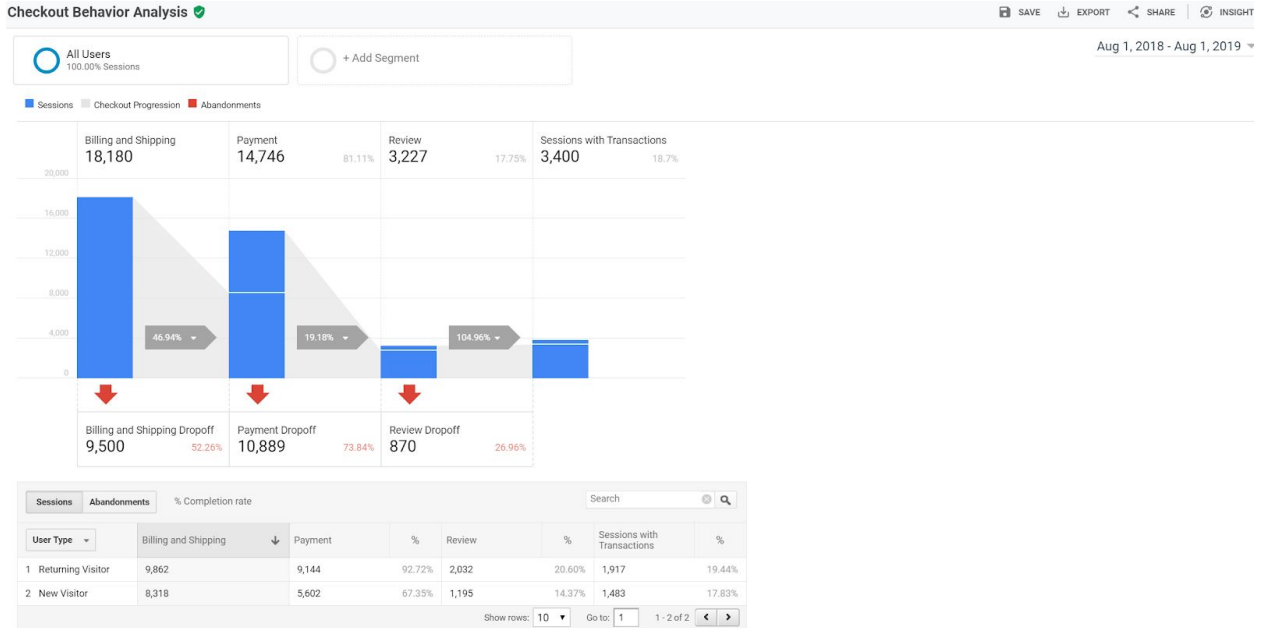 Checkout Behavior Analysis
SAVE EXPORT SHARE INSIGHT
Aug 1, 2018 - Aug 1, 2019
All Users
100.00% Sessions
+ Add Segment
Sessions Checkout Progression Abandonments
Billing and Shipping Payment Review Sessions with Transactions
18,180 14,746 81.11% 3,227 17.75% 3,400 18.7%
20,000
16,000
12,000
8,000
4,000
0
46.94% 19.18% 104.96%
Billing and Shipping Dropoff Payment Dropoff Review Dropoff
9,500 52.26% 10,889 73.84% 870 26.96%
Sessions Abandonments % Completion rate Search
User Type Billing and Shipping Payment % Review % Sessions with Transactions %
1 Returning Visitor 9,862 9,144 92.72% 2,032 20.60% 1,917 19.44%
2 New Visitor 8,318 5,602 67.35% 1,195 14.37% 1,483 17.83%
Show rows: 10 Go to: 1 1 - 2 of 2